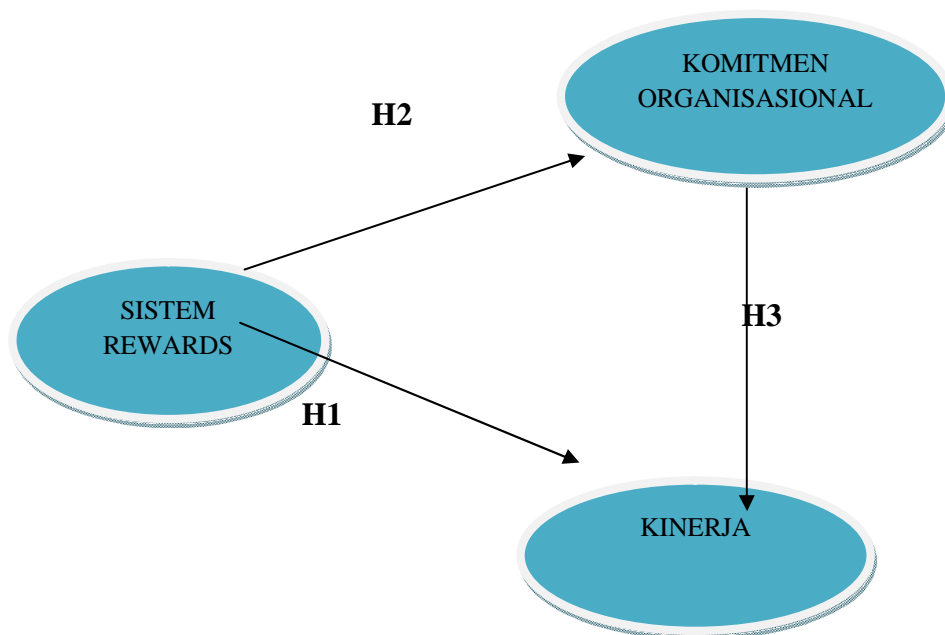 KOMITMEN
ORGANISASIONAL
H2
SISTEM
REWARDS
H3
H1
KINERJA